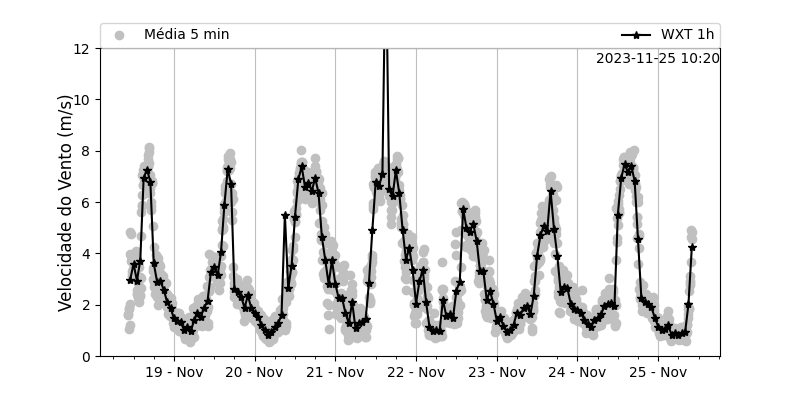 Média 5 min
WXT 1h
2023-11-25 10:20
Velocidade do Vento (m/s)
12
10
8
6
4
2
0
19 - Nov 20 - Nov 21 - Nov 22 - Nov 23 - Nov 24 - Nov 25 - Nov